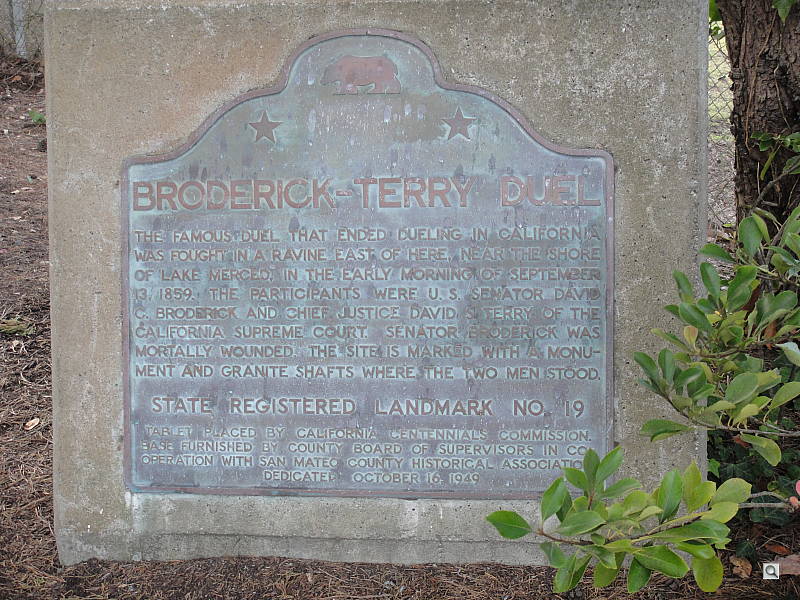 BRODERICK-TERRY DUEL
THE FAMOUS DUEL THAT ENDED DUELING IN CALIFORNIA
WAS FOUGHT IN A RAVINE EAST OF HERE, NEAR THE SHORE
OF LAKE MERCED, IN THE EARLY MORNING OF SEPTEMBER
13, 1859. THE PARTICIPANTS WERE U.S. SENATOR DAVID
C. BRODERICK AND CHIEF JUSTICE DAVID S. TERRY OF THE
CALIFORNIA SUPREME COURT. SENATOR BRODERICK WAS
MORTALLY WOUNDED. THE SITE IS MARKED WITH A MONU-
MENT AND GRANITE SHAFTS WHERE THE TWO MEN STOOD.
STATE REGISTERED LANDMARK NO. 19
TABLET PLACED BY CALIFORNIA CENTENNIALS COMMISSION.
BASE FURNISHED BY COUNTY BOARD OF SUPERVISORS IN CO-
OPERATION WITH SAN MATEO COUNTY HISTORICAL ASSOCIATION
DEDICATED OCTOBER 16, 1949